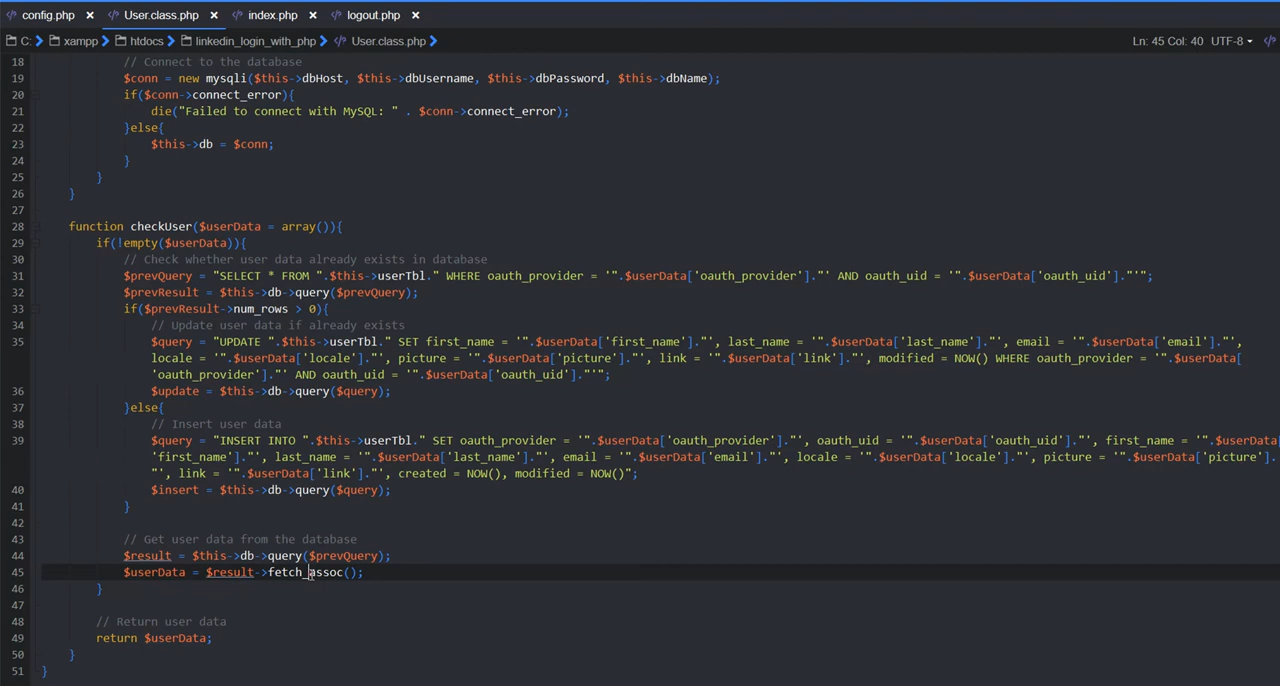 config.php × User.class.php × index.php × logout.php ×
C: xampp htdocs linkedin_login_with_php User.class.php Ln: 45 Col: 40 UTF-8
18 // Connect to the database
19 $conn = new mysqli($this->dbHost, $this->dbUsername, $this->dbPassword, $this->dbName);
20 if($conn->connect_error){
21 die("Failed to connect with MySQL: " . $conn->connect_error);
22 }else{
23 $this->db = $conn;
24 }
25 }
26 }
27
28 function checkUser($userData = array()){
29 if(!empty($userData)){
30 // Check whether user data already exists in database
31 $prevQuery = "SELECT * FROM ".$this->userTbl." WHERE oauth_provider = '".$userData['oauth_provider']."' AND oauth_uid = '".$userData['oauth_uid']."'";
32 $prevResult = $this->db->query($prevQuery);
33 if($prevResult->num_rows > 0){
34 // Update user data if already exists
35 $query = "UPDATE ".$this->userTbl." SET first_name = '".$userData['first_name']."', last_name = '".$userData['last_name']."', email = '".$userData['email']."',
locale = '".$userData['locale']."', picture = '".$userData['picture']."', link = '".$userData['link']."', modified = NOW() WHERE oauth_provider = '".$userData[
'oauth_provider']."' AND oauth_uid = '".$userData['oauth_uid']."'";
36 $update = $this->db->query($query);
37 }else{
38 // Insert user data
39 $query = "INSERT INTO ".$this->userTbl." SET oauth_provider = '".$userData['oauth_provider']."', oauth_uid = '".$userData['oauth_uid']."', first_name = '".$userData
'first_name']."', last_name = '".$userData['last_name']."', email = '".$userData['email']."', locale = '".$userData['locale']."', picture = '".$userData['picture'].
"', link = '".$userData['link']."', created = NOW(), modified = NOW()";
40 $insert = $this->db->query($query);
41 }
42
43 // Get user data from the database
44 $result = $this->db->query($prevQuery);
45 $userData = $result->fetch_assoc();
46 }
47
48 // Return user data
49 return $userData;
50 }
51 }